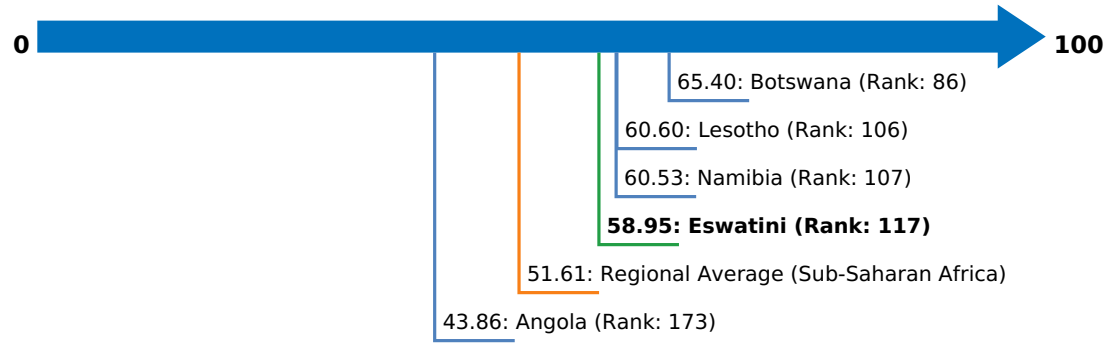 0
100
65.40: Botswana (Rank: 86)
60.60: Lesotho (Rank: 106)
60.53: Namibia (Rank: 107)
58.95: Eswatini (Rank: 117)
51.61: Regional Average (Sub-Saharan Africa)
43.86: Angola (Rank: 173)